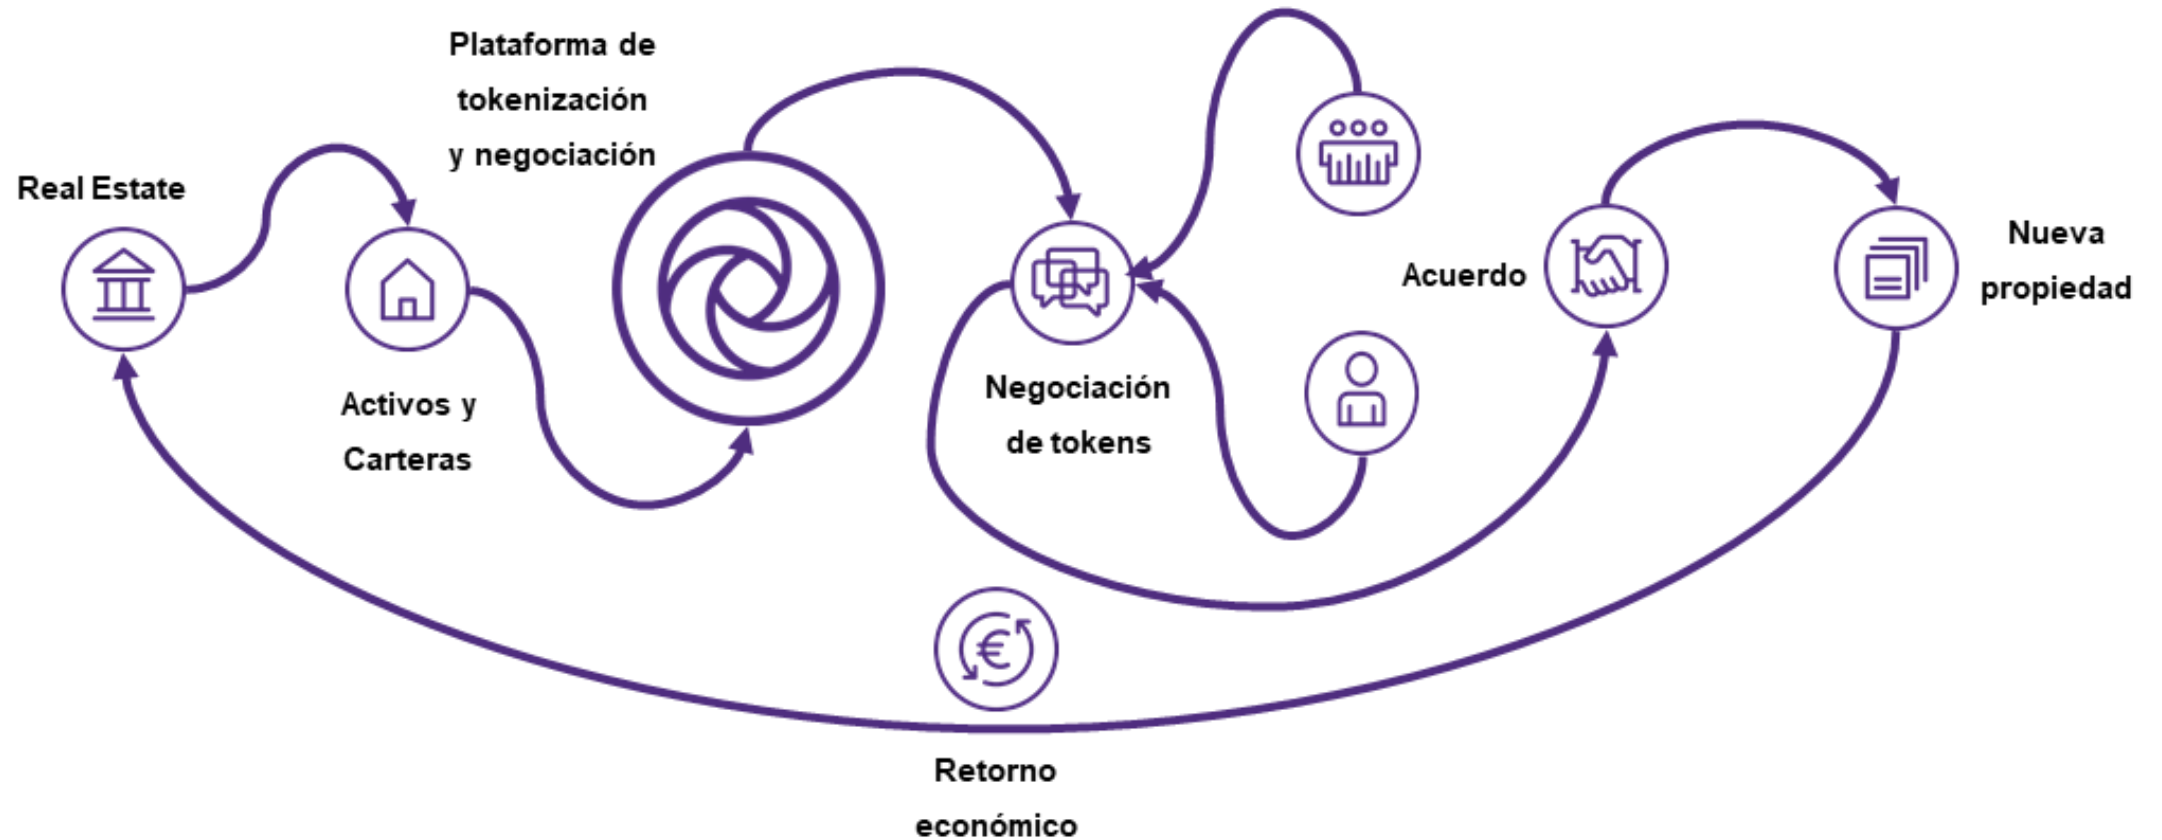 Real Estate
Activos y
Carteras
Plataforma de
tokenización
y negociación
Negociación
de tokens
Acuerdo
Nueva
propiedad
€
Retorno
económico